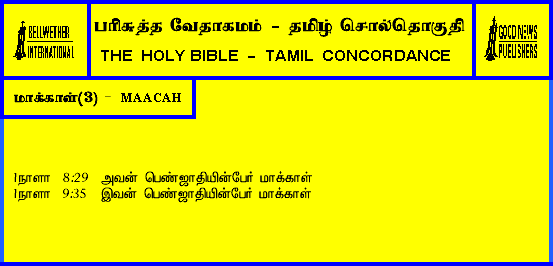 BELLWETHER
INTERNATIONAL
பரிசுத்த வேதாகமம் - தமிழ் சொல்தொகுதி
THE HOLY BIBLE - TAMIL CONCORDANCE
GOOD NEWS
PUBLISHERS
மாக்காள்(3) - MAACAH
1நாளா 8:29 அவன் பெண்ஜாதியின்பேர் மாக்காள்
1நாளா 9:35 இவன் பெண்ஜாதியின்பேர் மாக்காள்